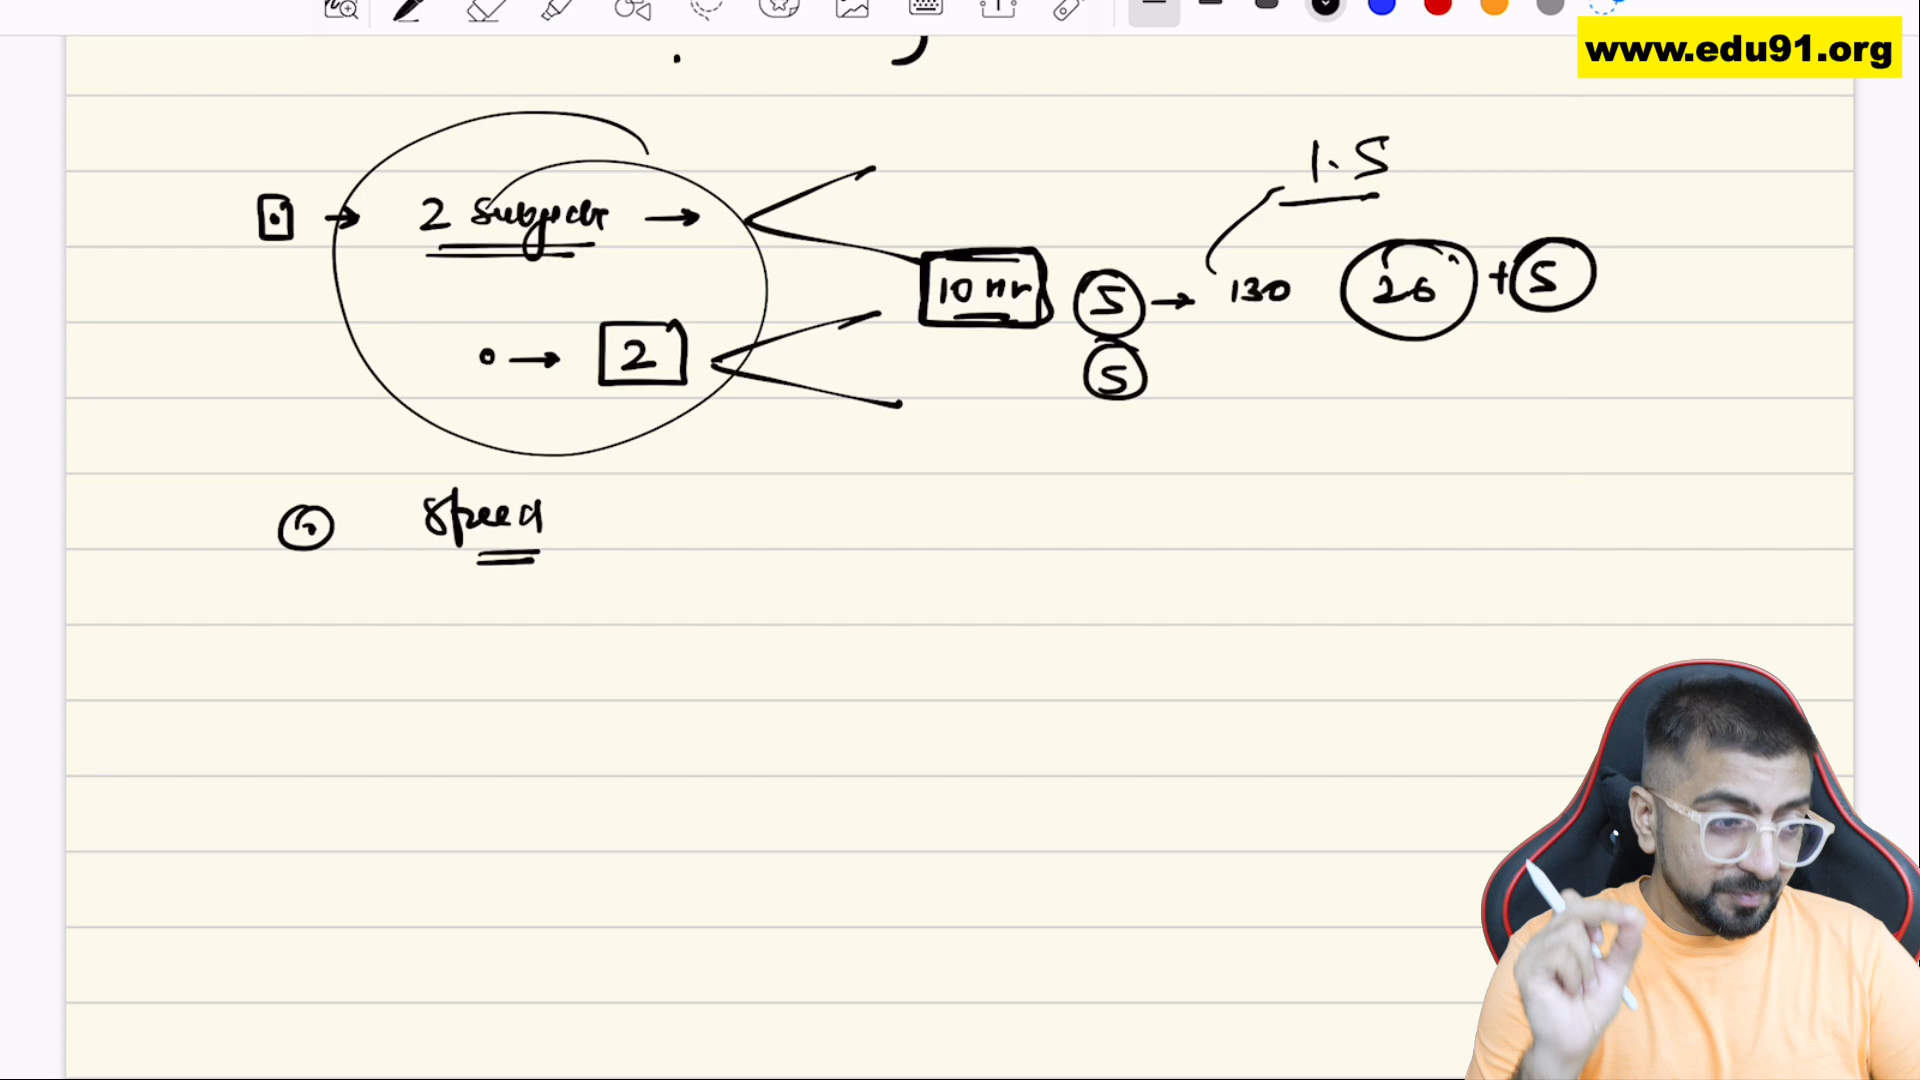 www.edu91.org
1.5
2 Subject
10 Hr 5 → 130 26 + 5
2 5
Speed